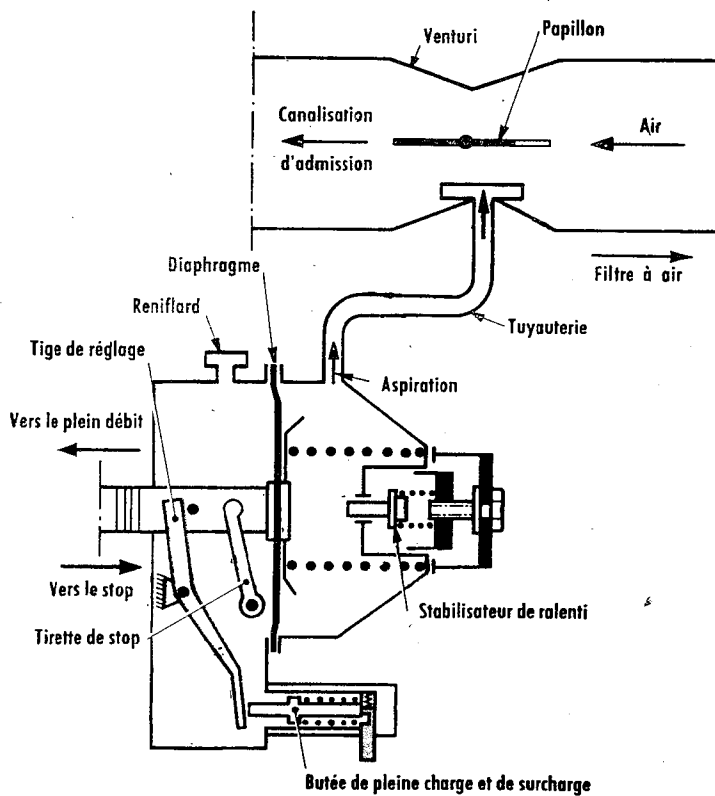 Papillon
Venturi
Canalisation
d'admission
Air
Filtre à air
Diaphragme
Reniflard
Tuyauterie
Tige de réglage
Aspiration
Vers le plein débit
Vers le stop
Stabilisateur de ralenti
Tirette de stop
Butée de pleine charge et de surcharge